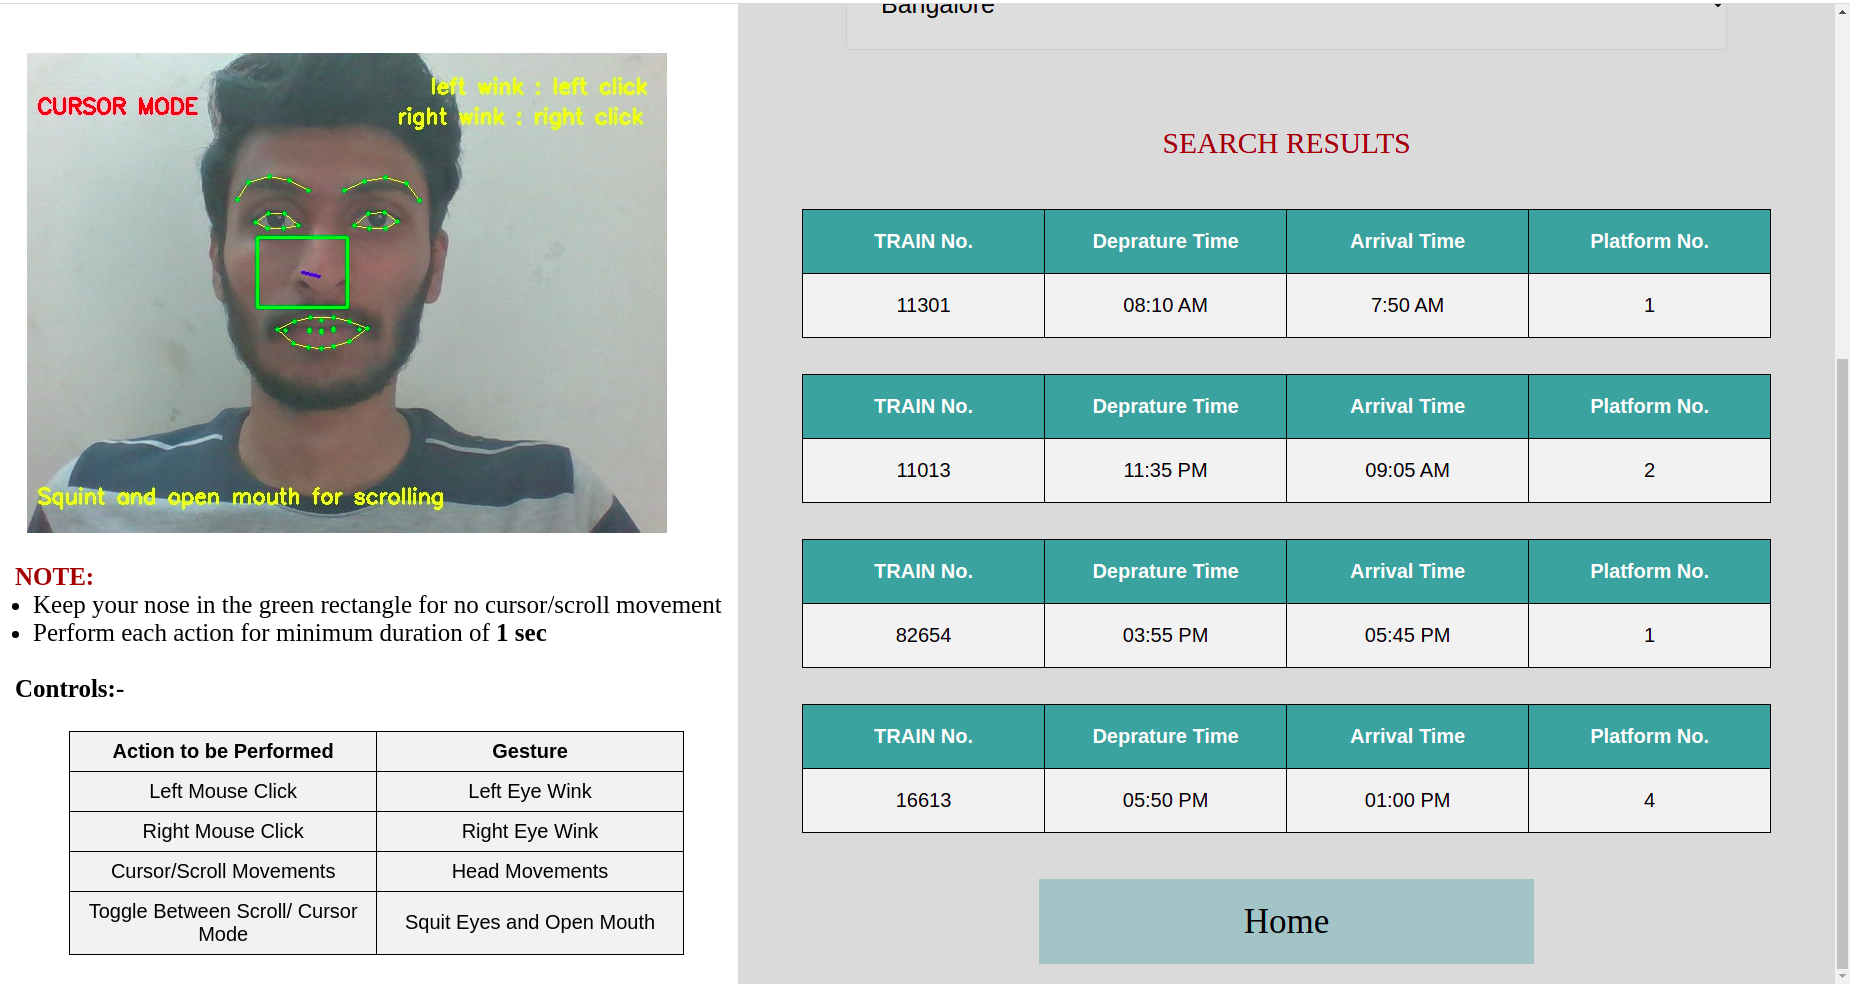 CURSOR MODE
left wink : left click
right wink : right click
Squint and open mouth for scrolling
NOTE:
Keep your nose in the green rectangle for no cursor/scroll movement
Perform each action for minimum duration of 1 sec
Controls:-
Action to be Performed Gesture
Left Mouse Click Left Eye Wink
Right Mouse Click Right Eye Wink
Cursor/Scroll Movements Head Movements
Toggle Between Scroll/ Cursor
Mode Squit Eyes and Open Mouth
Bangalore
SEARCH RESULTS
TRAIN No. Deprature Time Arrival Time Platform No.
11301 08:10 AM 7:50 AM 1
TRAIN No. Deprature Time Arrival Time Platform No.
11013 11:35 PM 09:05 AM 2
TRAIN No. Deprature Time Arrival Time Platform No.
82654 03:55 PM 05:45 PM 1
TRAIN No. Deprature Time Arrival Time Platform No.
16613 05:50 PM 01:00 PM 4
Home